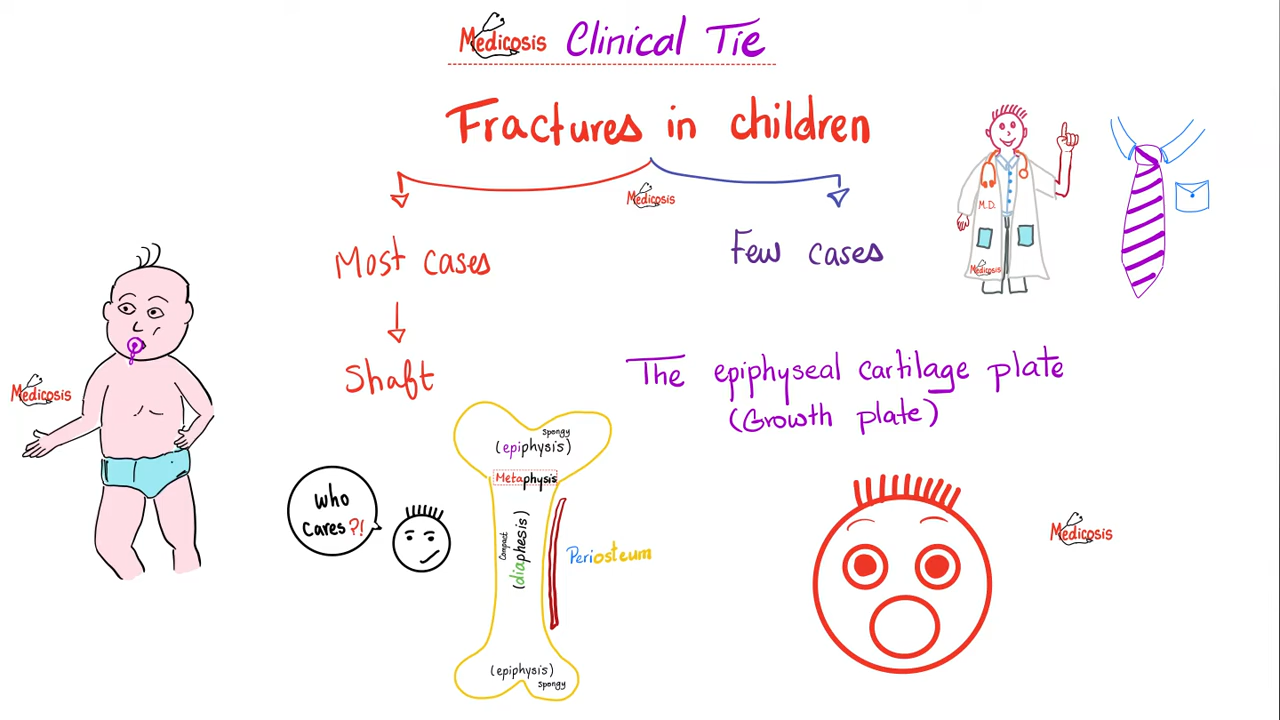 Medicosis Clinical Tie
Fractures in children
Medicosis
Most cases
Few cases
M.D.
Medicosis
Shaft
The epiphyseal cartilage plate
(Growth plate)
Medicosis
spongy
(epiphysis)
Metaphysis
who
cares?!
Compact
(diaphesis)
Periosteum
Medicosis
(epiphysis)
spongy